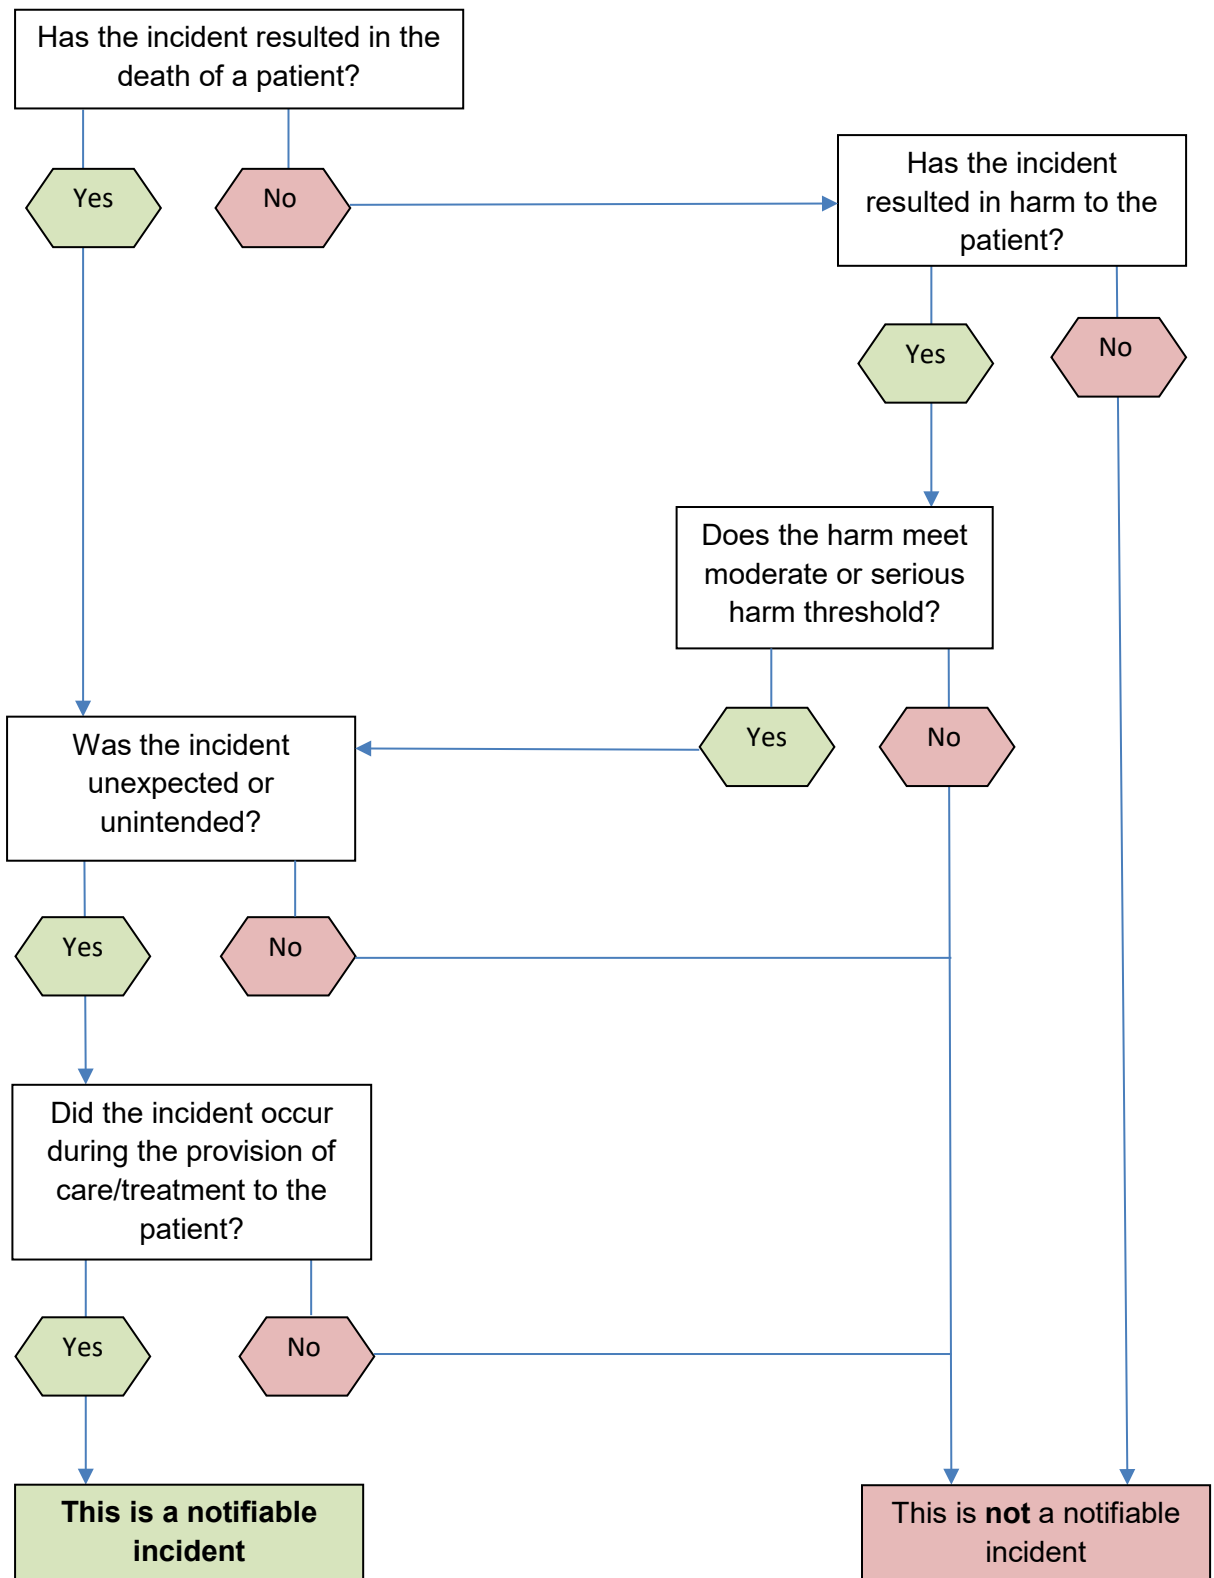 Has the incident resulted in the
death of a patient?
Yes
No
Has the incident
resulted in harm to the
patient?
Yes
No
Does the harm meet
moderate or serious
harm threshold?
Yes
No
Was the incident
unexpected or
unintended?
Yes
No
Did the incident occur
during the provision of
care/treatment to the
patient?
Yes
No
This is a notifiable
incident
This is not a notifiable
incident